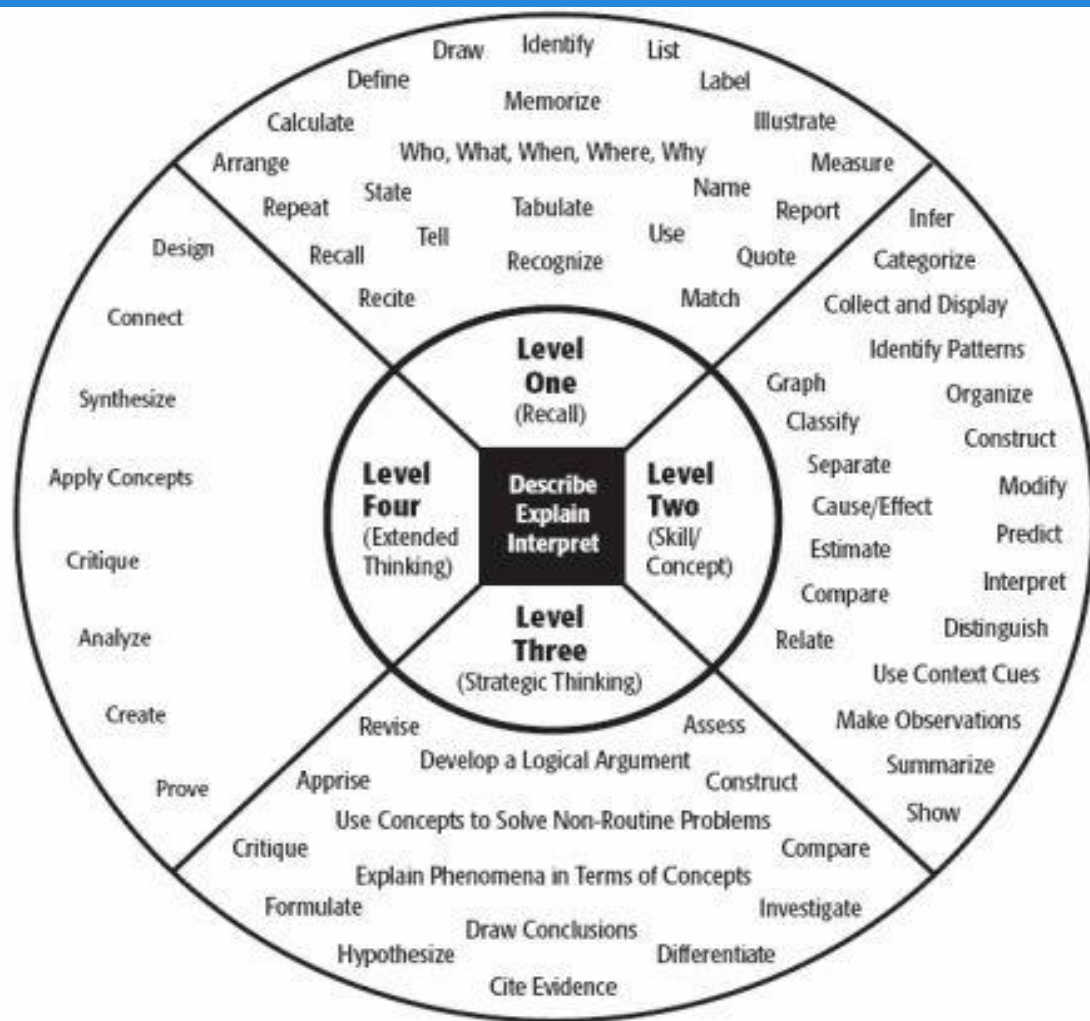 Draw
Identify
List
Define
Label
Memorize
Calculate
Illustrate
Who, What, When, Where, Why
Arrange
Measure
State
Name
Repeat
Tabulate
Report
Tell
Use
Recall
Recognize
Quote
Recite
Match
Infer
Categorize
Collect and Display
Identify Patterns
Graph
Organize
Classify
Construct
Separate
Modify
Cause/Effect
Predict
Estimate
Interpret
Compare
Distinguish
Relate
Use Context Cues
Make Observations
Summarize
Show
Level
One
(Recall)
Level
Two
(Skill/
Concept)
Level
Three
(Strategic Thinking)
Level
Four
(Extended
Thinking)
Describe
Explain
Interpret
Revise
Assess
Develop a Logical Argument
Apprise
Construct
Use Concepts to Solve Non-Routine Problems
Critique
Compare
Explain Phenomena in Terms of Concepts
Formulate
Investigate
Draw Conclusions
Hypothesize
Differentiate
Cite Evidence
Design
Connect
Synthesize
Apply Concepts
Critique
Analyze
Create
Prove